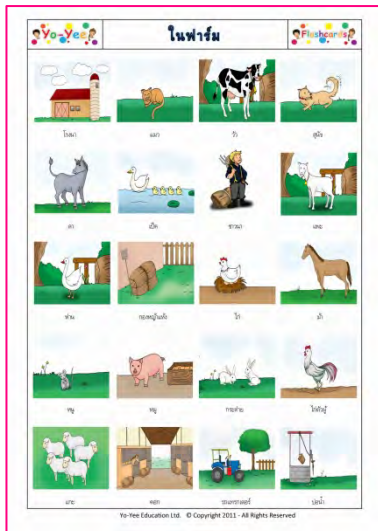 Yo-Yee
ในฟาร์ม
Flashcards
โรงนา
แมว
วัว
สุนัข
ลา
เป็ด
ชาวนา
แพะ
ห่าน
กองหญ้าแห้ง
ไก่
ม้า
หนู
หมู
กระต่าย
ไก่ตัวผู้
แกะ
คอก
รถแทรกเตอร์
บ่อน้ำ
Yo-Yee Education Ltd. © Copyright 2011 - All Rights Reserved